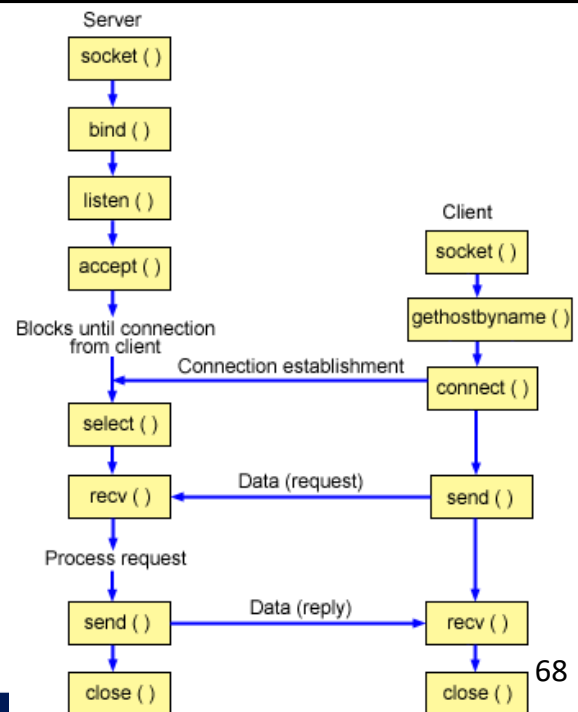 Server
socket ( )
bind ( )
listen ( )
accept ( )
Blocks until connection
from client
select ( )
recv ( )
Process request
send ( )
close ( )
Connection establishment
Data (request)
Data (reply)
Client
socket ( )
gethostbyname ( )
connect ( )
send ( )
recv ( )
close ( )
68